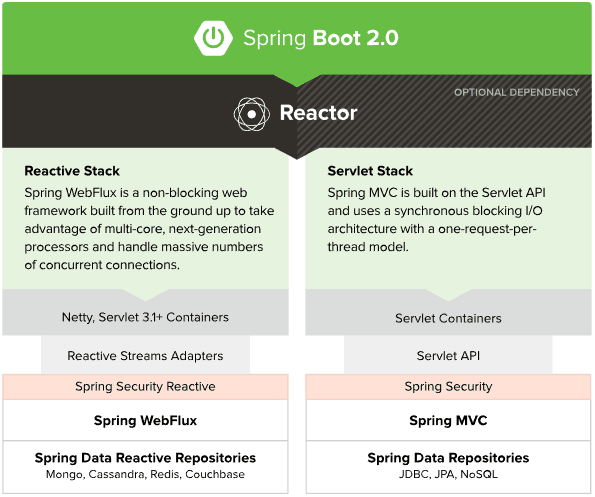 Spring Boot 2.0
OPTIONAL DEPENDENCY
Reactor
Reactive Stack
Spring WebFlux is a non-blocking web
framework built from the ground up to take
advantage of multi-core, next-generation
processors and handle massive numbers
of concurrent connections.
Netty, Servlet 3.1+ Containers
Reactive Streams Adapters
Spring Security Reactive
Spring WebFlux
Spring Data Reactive Repositories
Mongo, Cassandra, Redis, Couchbase
Servlet Stack
Spring MVC is built on the Servlet API
and uses a synchronous blocking I/O
architecture with a one-request-per-
thread model.
Servlet Containers
Servlet API
Spring Security
Spring MVC
Spring Data Repositories
JDBC, JPA, NoSQL